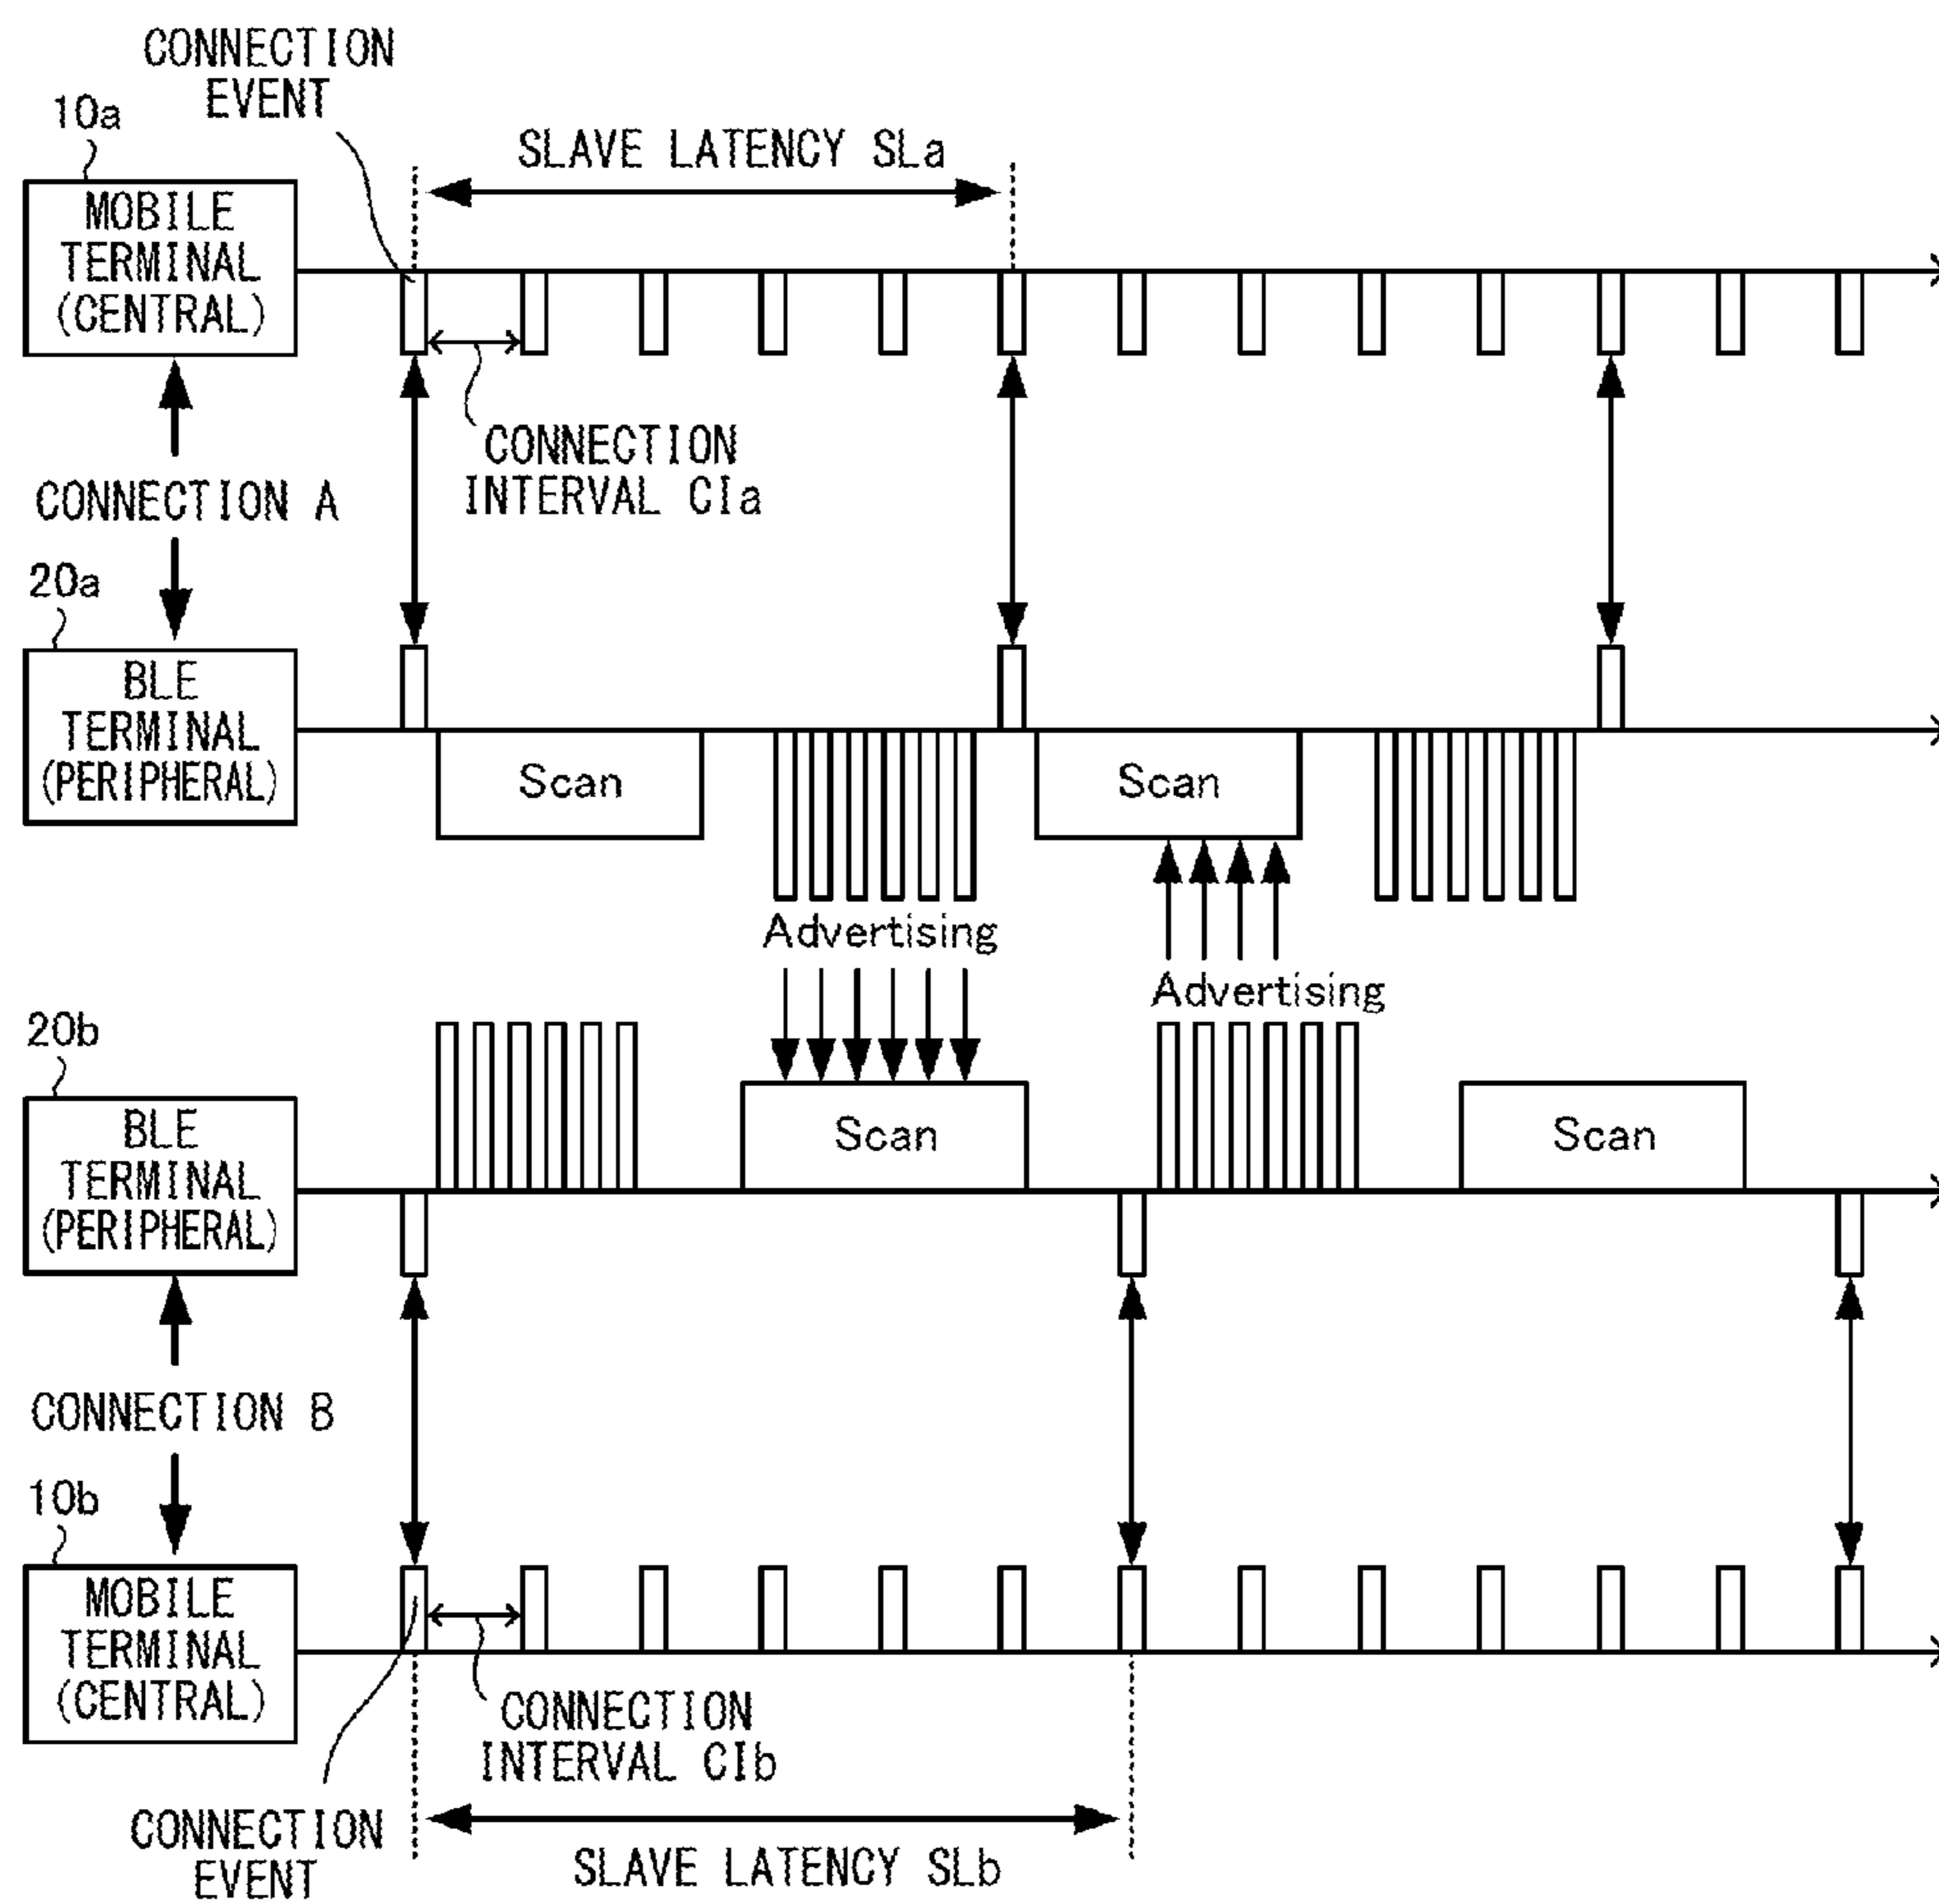 CONNECTION
EVENT
10a
SLAVE LATENCY SLa
MOBILE
TERMINAL
(CENTRAL)
CONNECTION
INTERVAL CIa
CONNECTION A
20a
BLE
TERMINAL
(PERIPHERAL)
Scan
Scan
Advertising
Advertising
20b
BLE
TERMINAL
(PERIPHERAL)
Scan
Scan
CONNECTION B
10b
MOBILE
TERMINAL
(CENTRAL)
CONNECTION
INTERVAL CIb
CONNECTION
EVENT
SLAVE LATENCY SLb